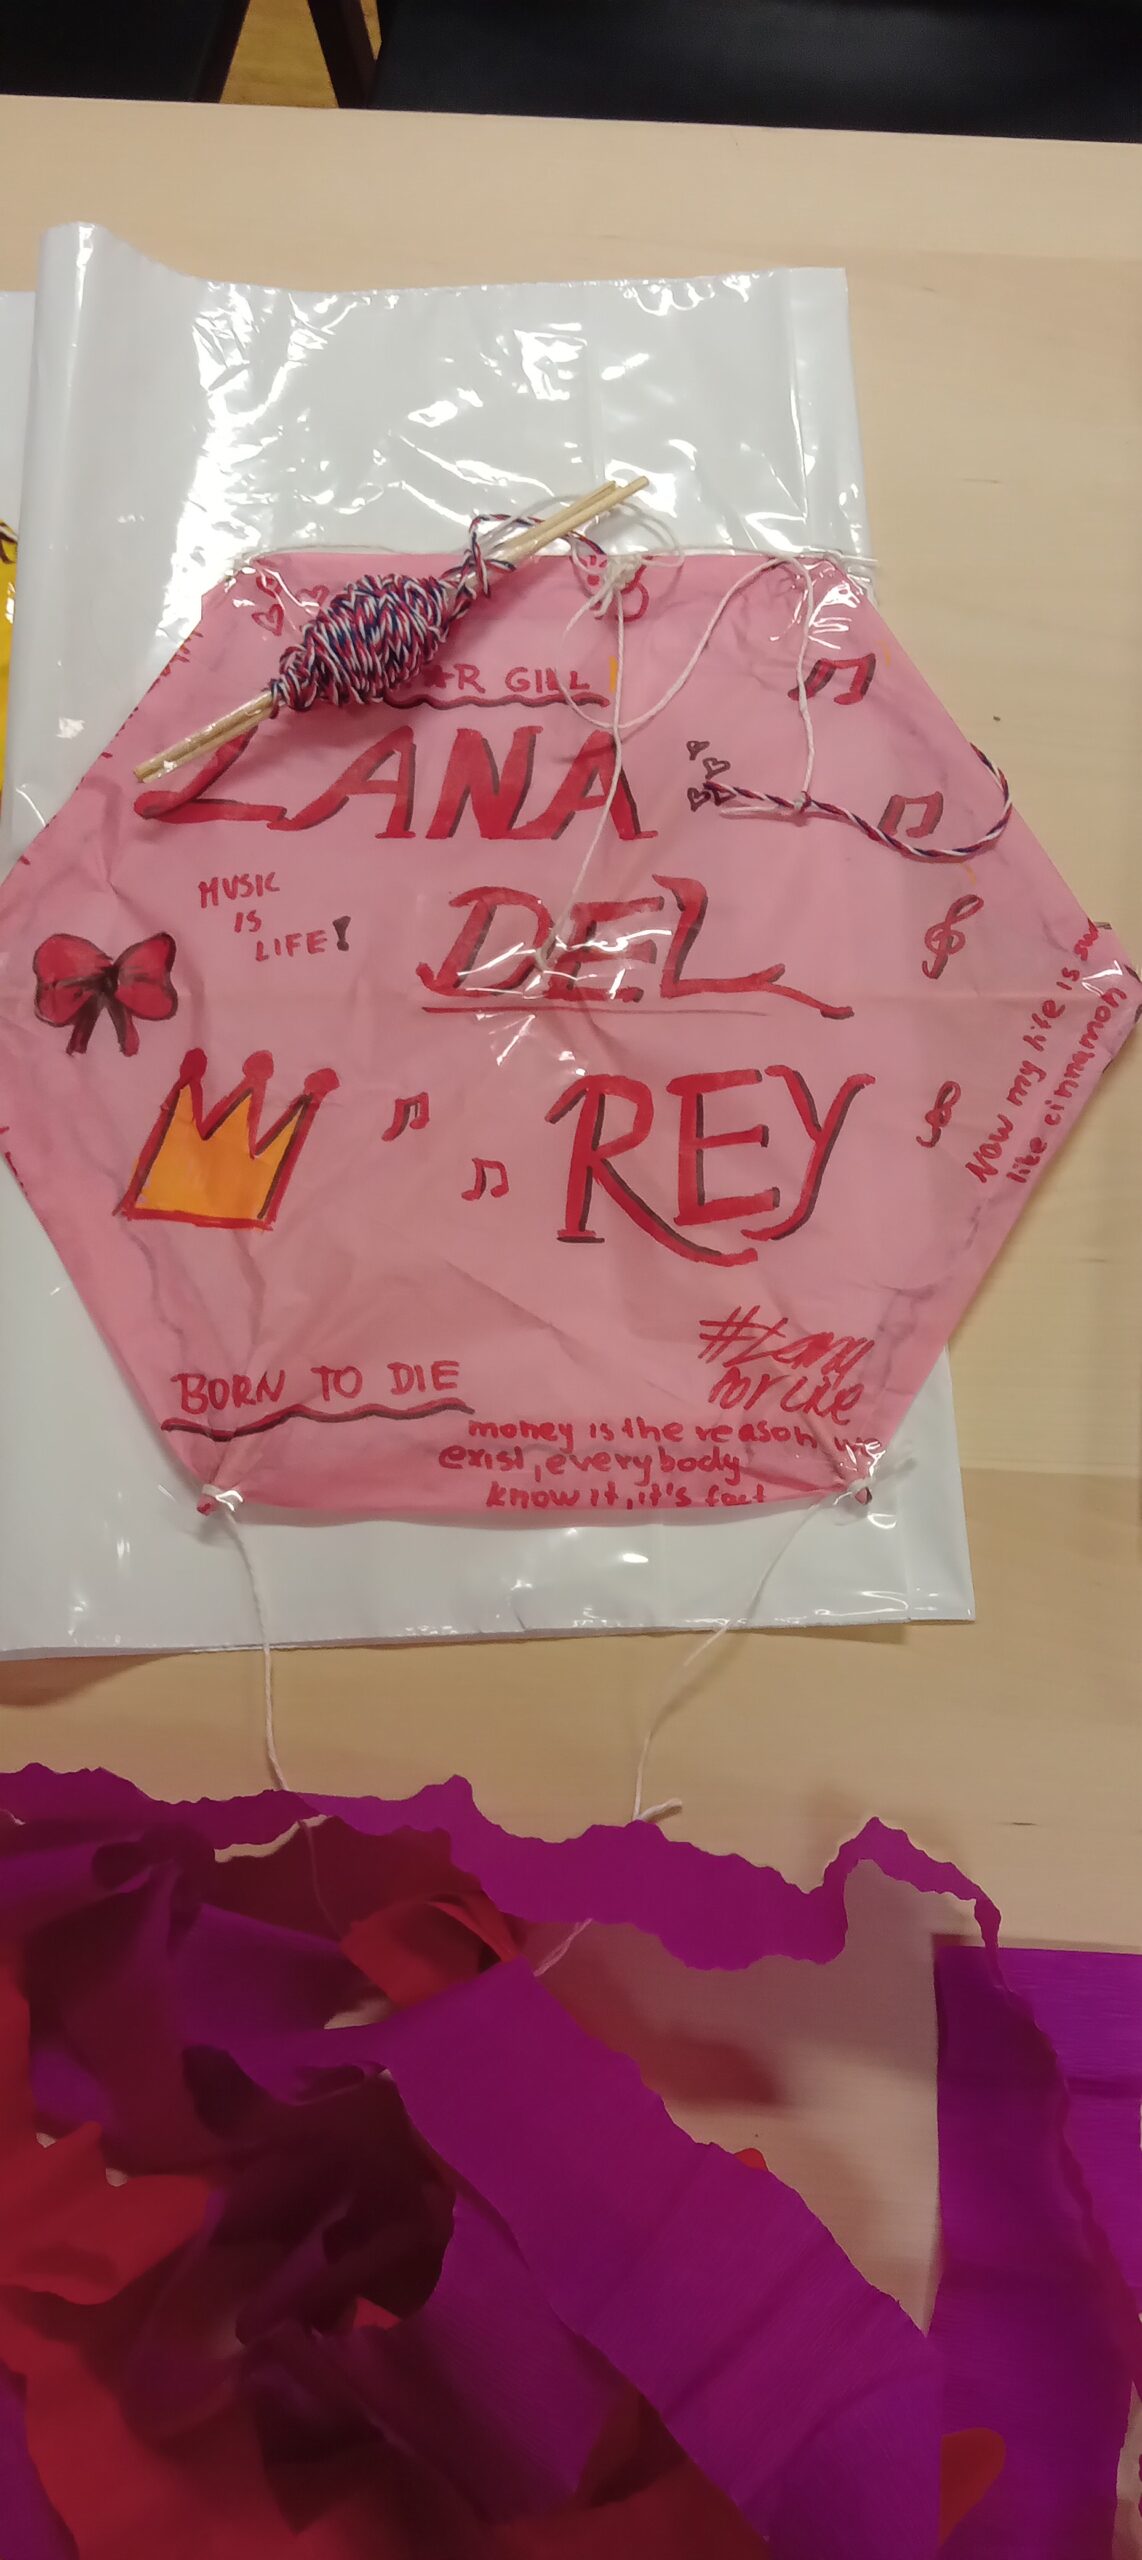 GIRL
LANA
MUSIC
IS
LIFE!
DEL
REY
Now my life is
like cinnamon
#Lana
for Live
BORN TO DIE
money is the reason we
exist, everybody
know it, it's fact